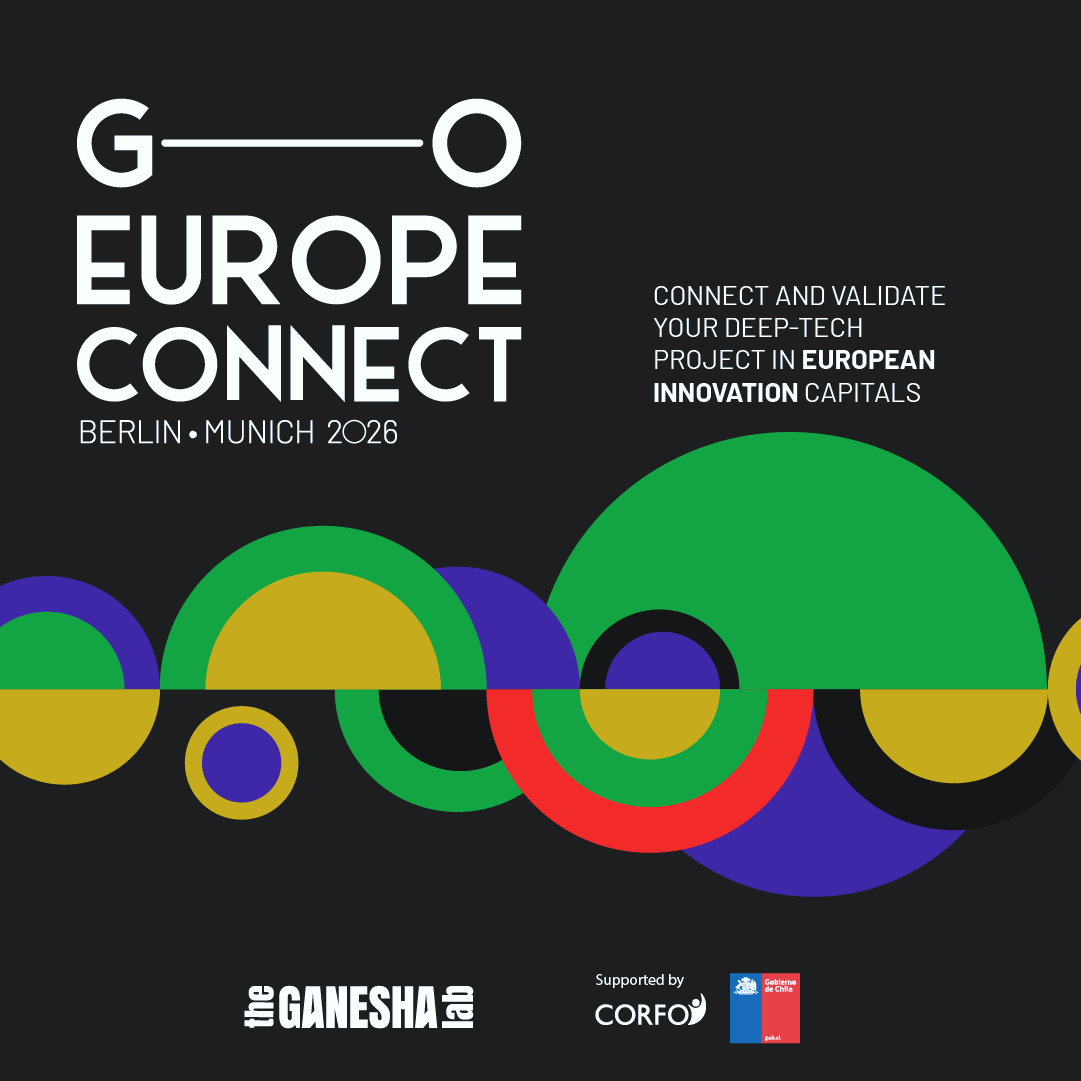 GO
EUROPE
CONNECT
BERLIN • MUNICH 2026
CONNECT AND VALIDATE
YOUR DEEP-TECH
PROJECT IN EUROPEAN
INNOVATION CAPITALS
the GANESHA lab
Supported by
CORFO
Gobierno
de Chile
gob.cl